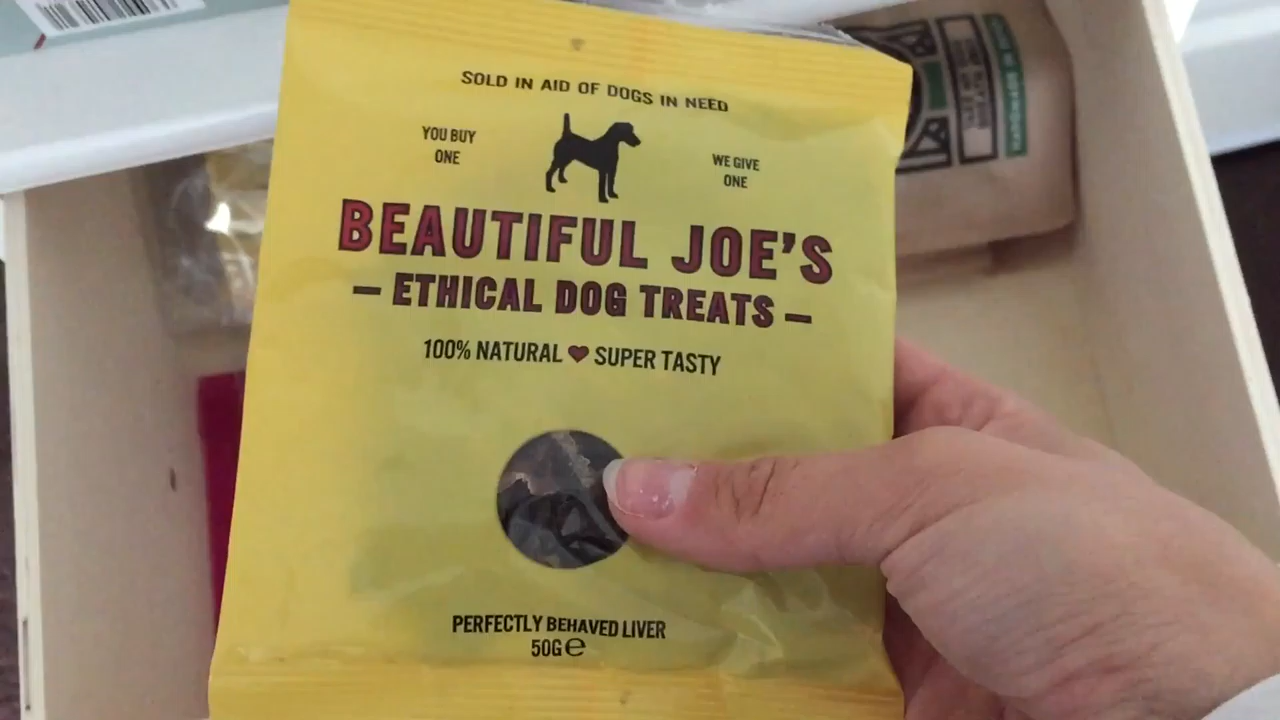 SOLD IN AID OF DOGS IN NEED
YOU BUY
ONE
WE GIVE
ONE
BEAUTIFUL JOE'S
— ETHICAL DOG TREATS —
100% NATURAL ♥ SUPER TASTY
PERFECTLY BEHAVED LIVER
50G℮